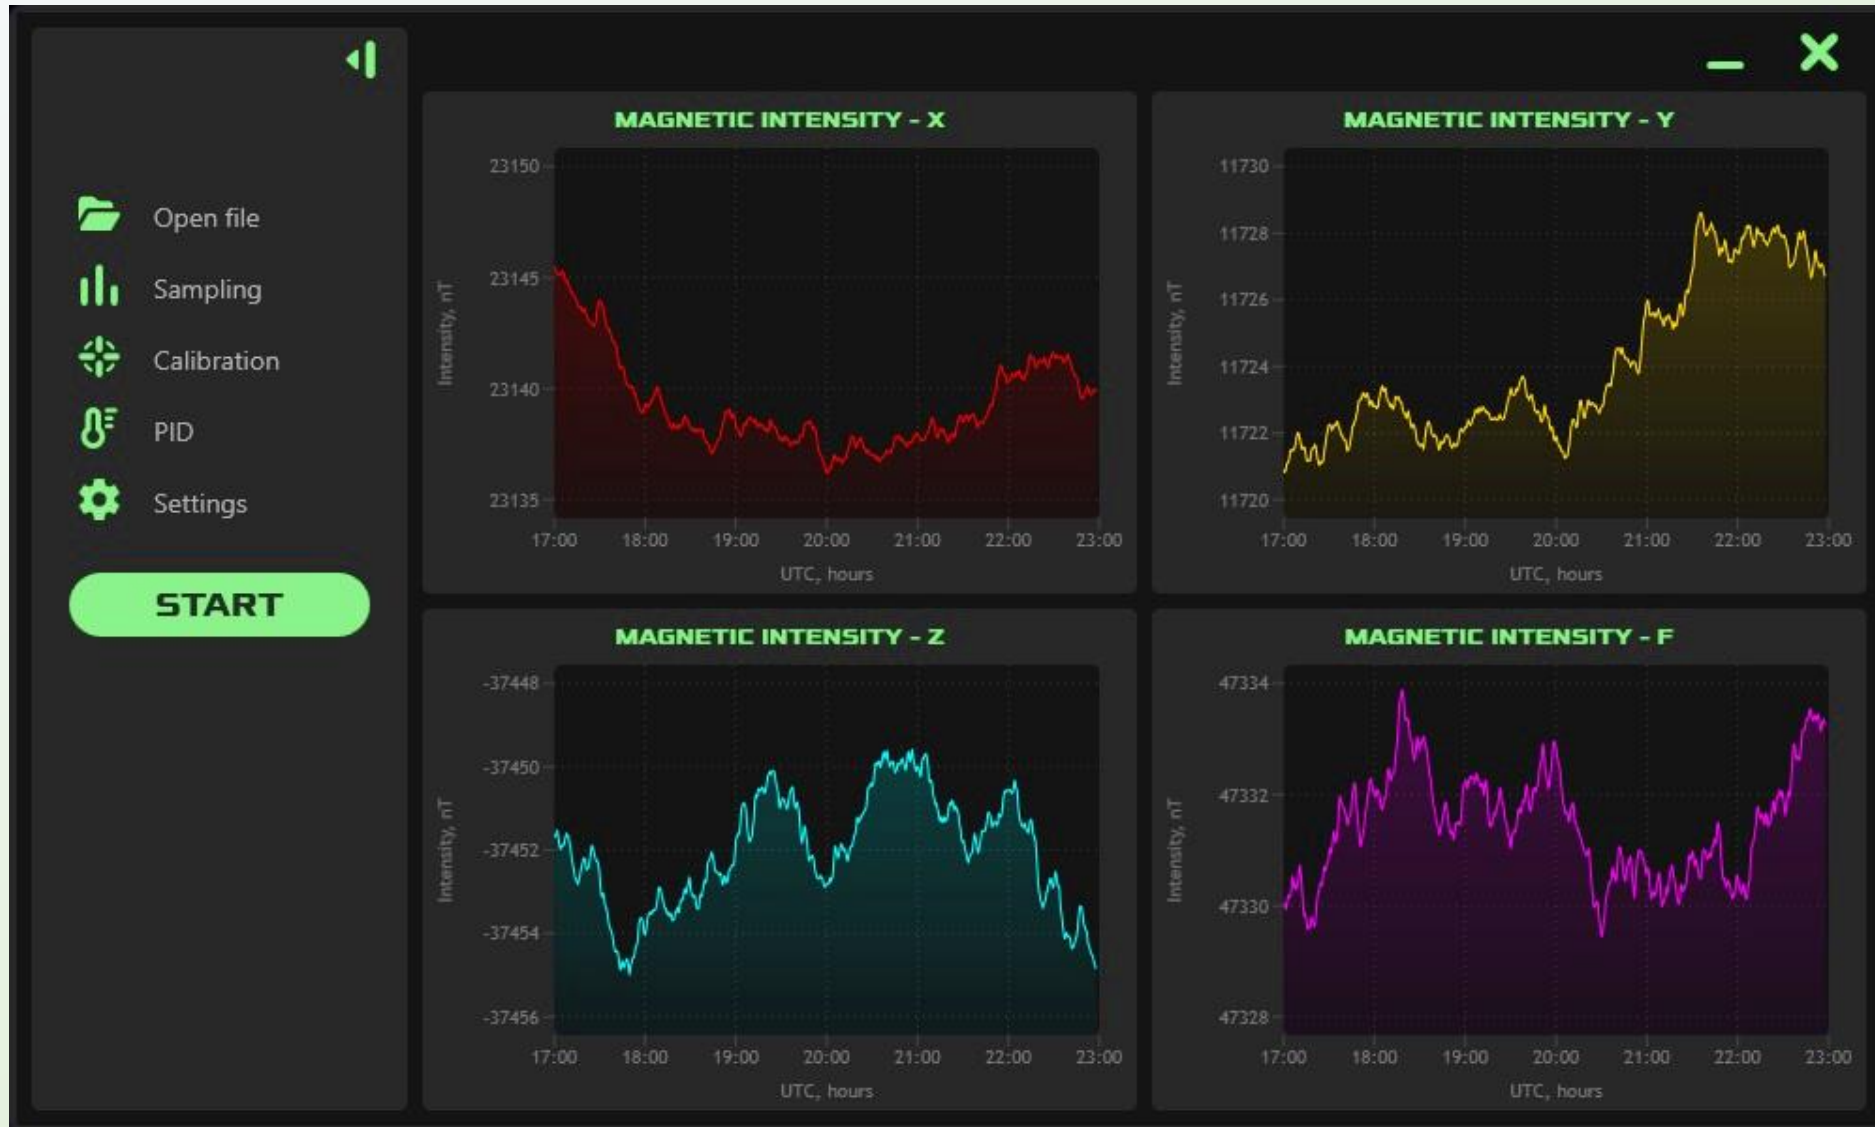 Open file
Sampling
Calibration
PID
Settings
START
MAGNETIC INTENSITY - X
23150
23145
23140
23135
Intensity, nT
17:00 18:00 19:00 20:00 21:00 22:00 23:00
UTC, hours
MAGNETIC INTENSITY - Y
11730
11728
11726
11724
11722
11720
Intensity, nT
17:00 18:00 19:00 20:00 21:00 22:00 23:00
UTC, hours
MAGNETIC INTENSITY - Z
-37448
-37450
-37452
-37454
-37456
Intensity, nT
17:00 18:00 19:00 20:00 21:00 22:00 23:00
UTC, hours
MAGNETIC INTENSITY - F
47334
47332
47330
47328
Intensity, nT
17:00 18:00 19:00 20:00 21:00 22:00 23:00
UTC, hours